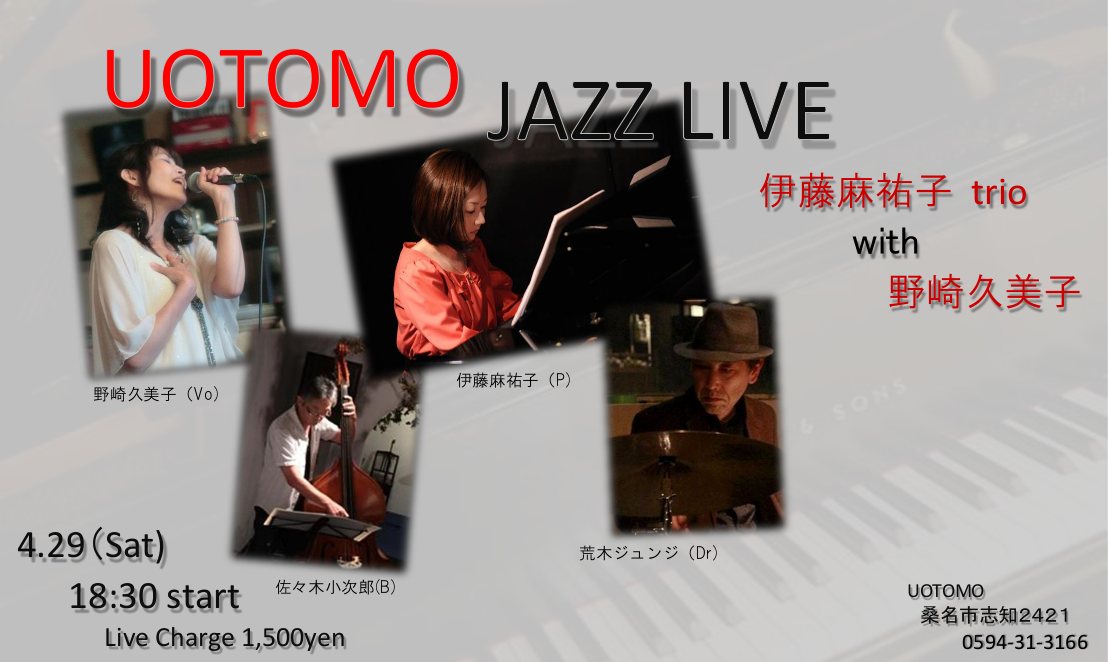 UOTOMO JAZZ LIVE
伊藤麻祐子 trio
with
野崎久美子
野崎久美子（Vo）
伊藤麻祐子（P）
佐々木小次郎(B)
荒木ジュンジ（Dr）
4.29（Sat)
18:30 start
Live Charge 1,500yen
UOTOMO
桑名市志知2421
0594-31-3166
& SONS